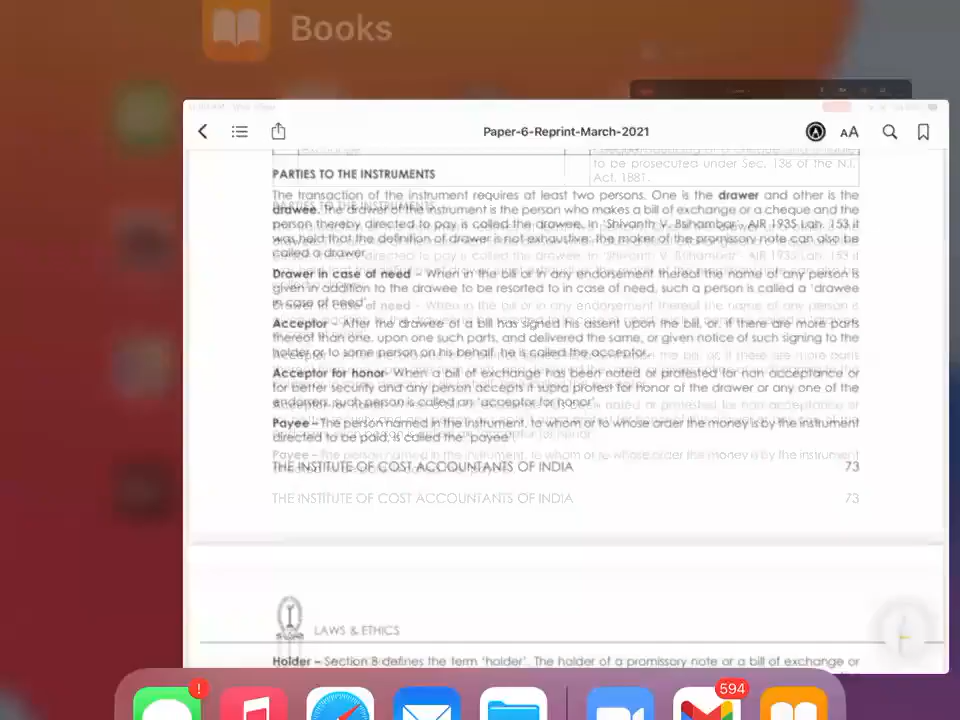 Books
Paper-6-Reprint-March-2021
AA
exchange
to be prosecuted under Sec. 138 of the N.I.
Act, 1881.
PARTIES TO THE INSTRUMENTS
The transaction of the instrument requires at least two persons. One is the drawer and other is the
drawee. The drawer of the instrument is the person who makes a bill of exchange or a cheque and the
person thereby directed to pay is called the drawee. In 'Shivanth V. Bsihambar'- AIR 1935 Lah. 153 it
was held that the definition of drawer is not exhaustive, the maker of the promissory note can also be
called a drawer.
Drawer in case of need – When in the bill or in any endorsement thereof the name of any person is
given in addition to the drawee to be resorted to in case of need, such a person is called a 'drawee
in case of need'.
Acceptor – After the drawee of a bill has signed his assent upon the bill, or, if there are more parts
thereof than one, upon one such parts, and delivered the same, or given notice of such signing to the
holder or to some person on his behalf, he is called the acceptor.
Acceptor for honor- When a bill of exchange has been noted or protested for non acceptance or
for better security and any person accepts it supra protest for honor of the drawer or any one of the
endorser, such person is called an 'acceptor for honor'.
Payee – The person named in the instrument, to whom or to whose order the money is by the instrument
directed to be paid, is called the 'payee'.
THE INSTITUTE OF COST ACCOUNTANTS OF INDIA 73
THE INSTITUTE OF COST ACCOUNTANTS OF INDIA 73
LAWS & ETHICS
Holder – Section 8 defines the term 'holder'. The holder of a promissory note or a bill of exchange or
!
594